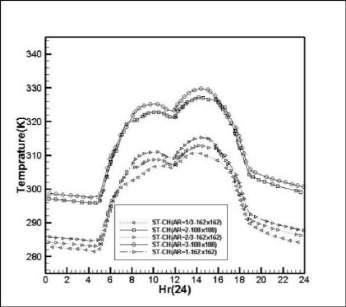 340
330
320
310
300
290
280
Temprature(K)
ST-CH(AR=1/3-162x162)
ST-CH(AR=2-108x108)
ST-CH(AR=2/3-162x162)
ST-CH(AR=3-108x108)
ST-CH(AR=1-162x162)
0 2 4 6 8 10 12 14 16 18 20 22 24
Hr(24)